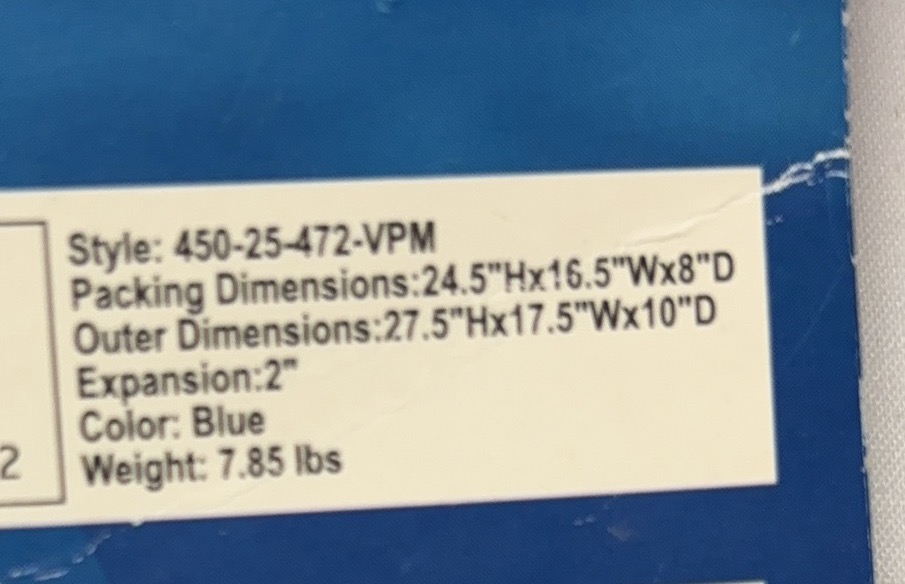 Style: 450-25-472-VPM
Packing Dimensions:24.5"Hx16.5"Wx8"D
Outer Dimensions:27.5"Hx17.5"Wx10"D
Expansion:2"
Color: Blue
2
Weight: 7.85 lbs